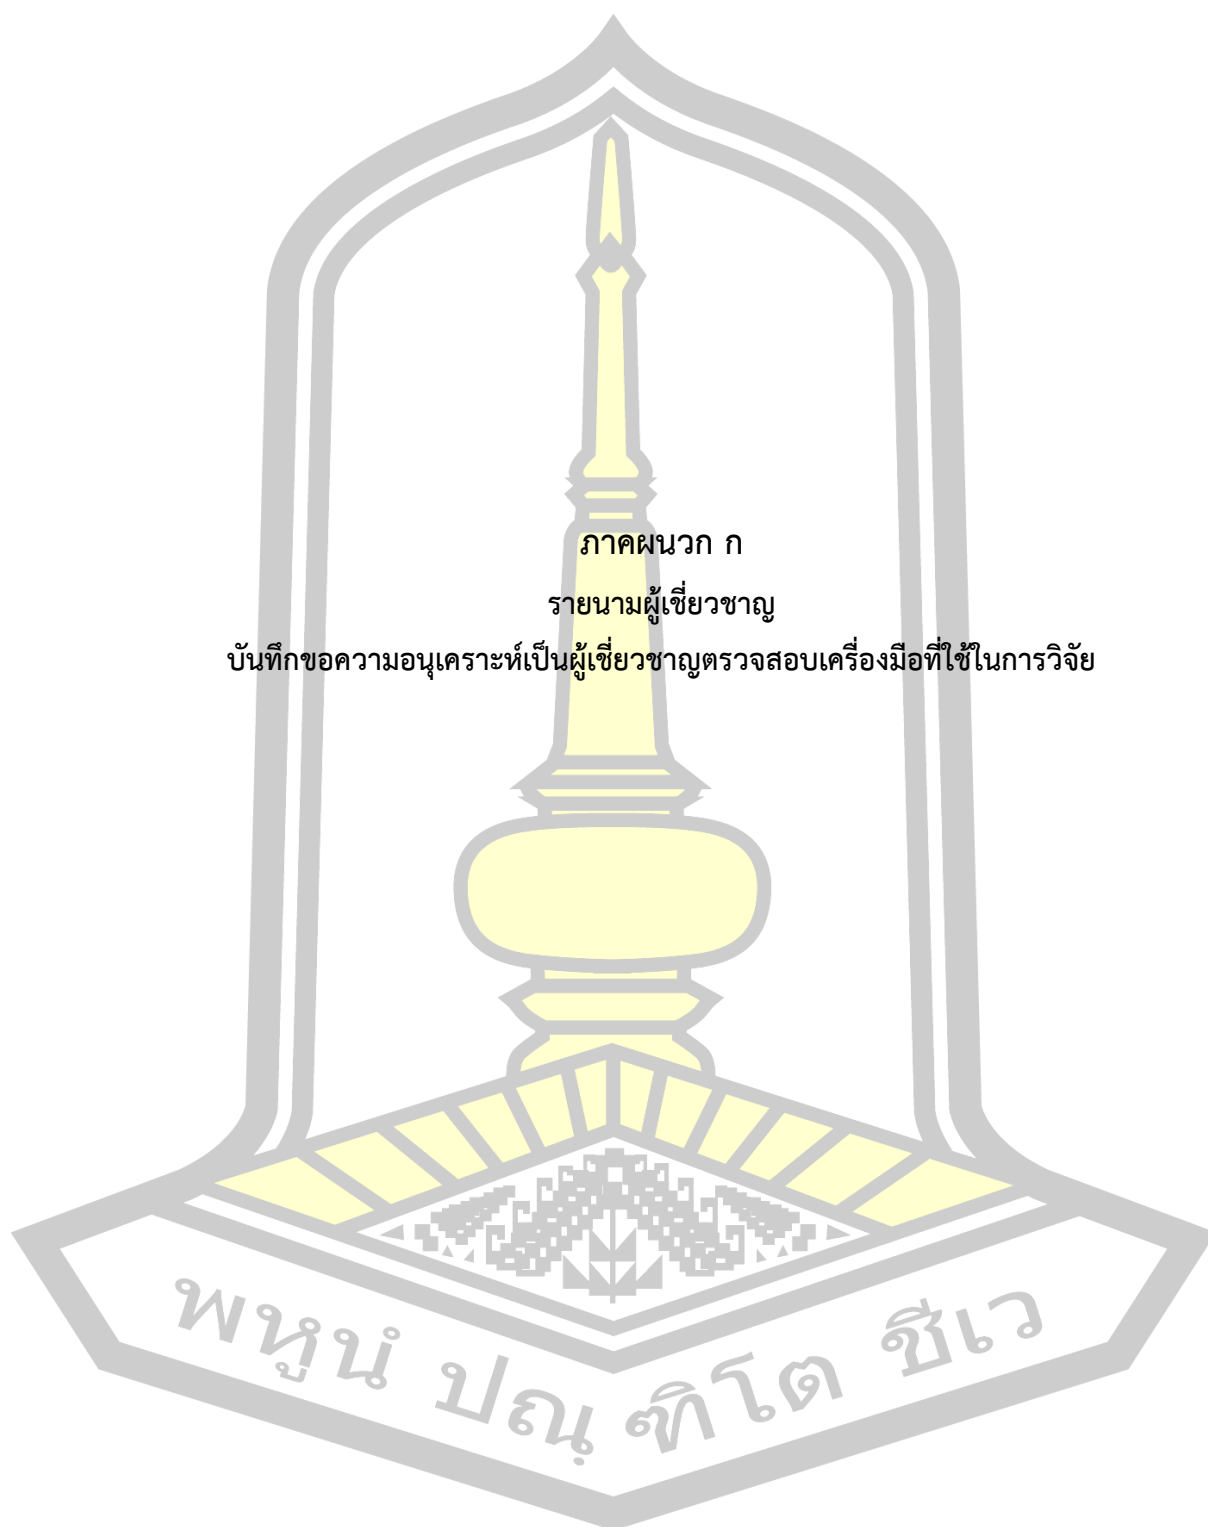 ภาคผนวก ก
รายนามผู้เชี่ยวชาญ
บันทึกขอความอนุเคราะห์เป็นผู้เชี่ยวชาญตรวจสอบเครื่องมือที่ใช้ในการวิจัย
พหูนํ ปณฺฑิโต ชีเว